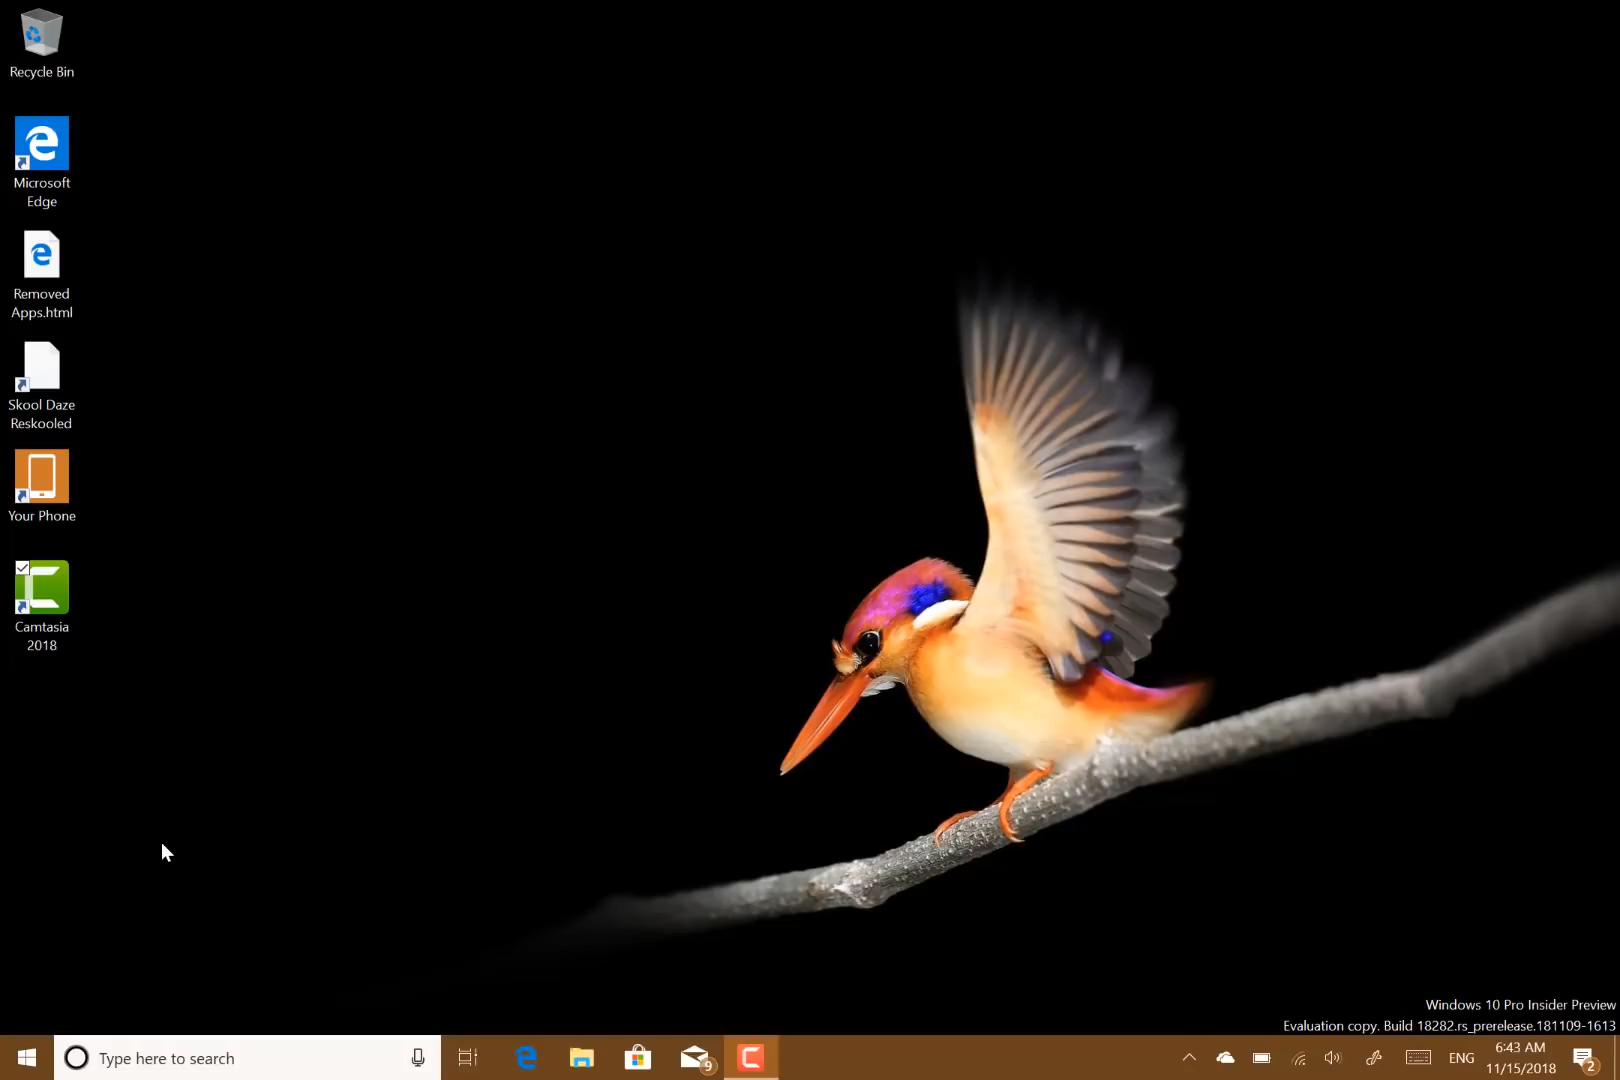 Recycle Bin
Microsoft
Edge
Removed
Apps.html
Skool Daze
Reskooled
Your Phone
Camtasia
2018
Windows 10 Pro Insider Preview
Evaluation copy. Build 18282.rs_prerelease.181109-1613
Type here to search
9
ENG
6:43 AM
11/15/2018
2